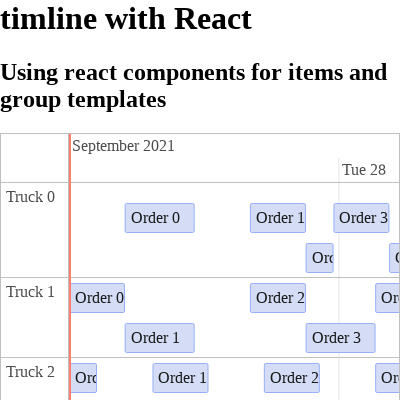 timline with React
Using react components for items and
group templates
September 2021
Tue 28
Truck 0
Order 0 Order 1 Order 3
Truck 1
Order 0 Order 2
Order 1 Order 3
Truck 2
Order 1 Order 2